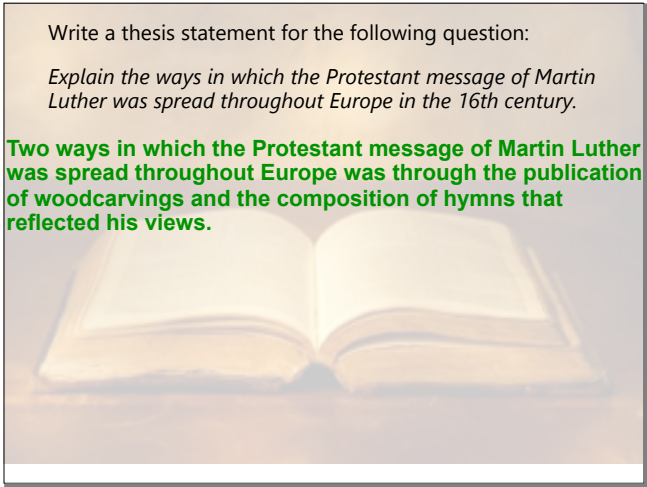 Write a thesis statement for the following question:
Explain the ways in which the Protestant message of Martin
Luther was spread throughout Europe in the 16th century.
Two ways in which the Protestant message of Martin Luther
was spread throughout Europe was through the publication
of woodcarvings and the composition of hymns that
reflected his views.